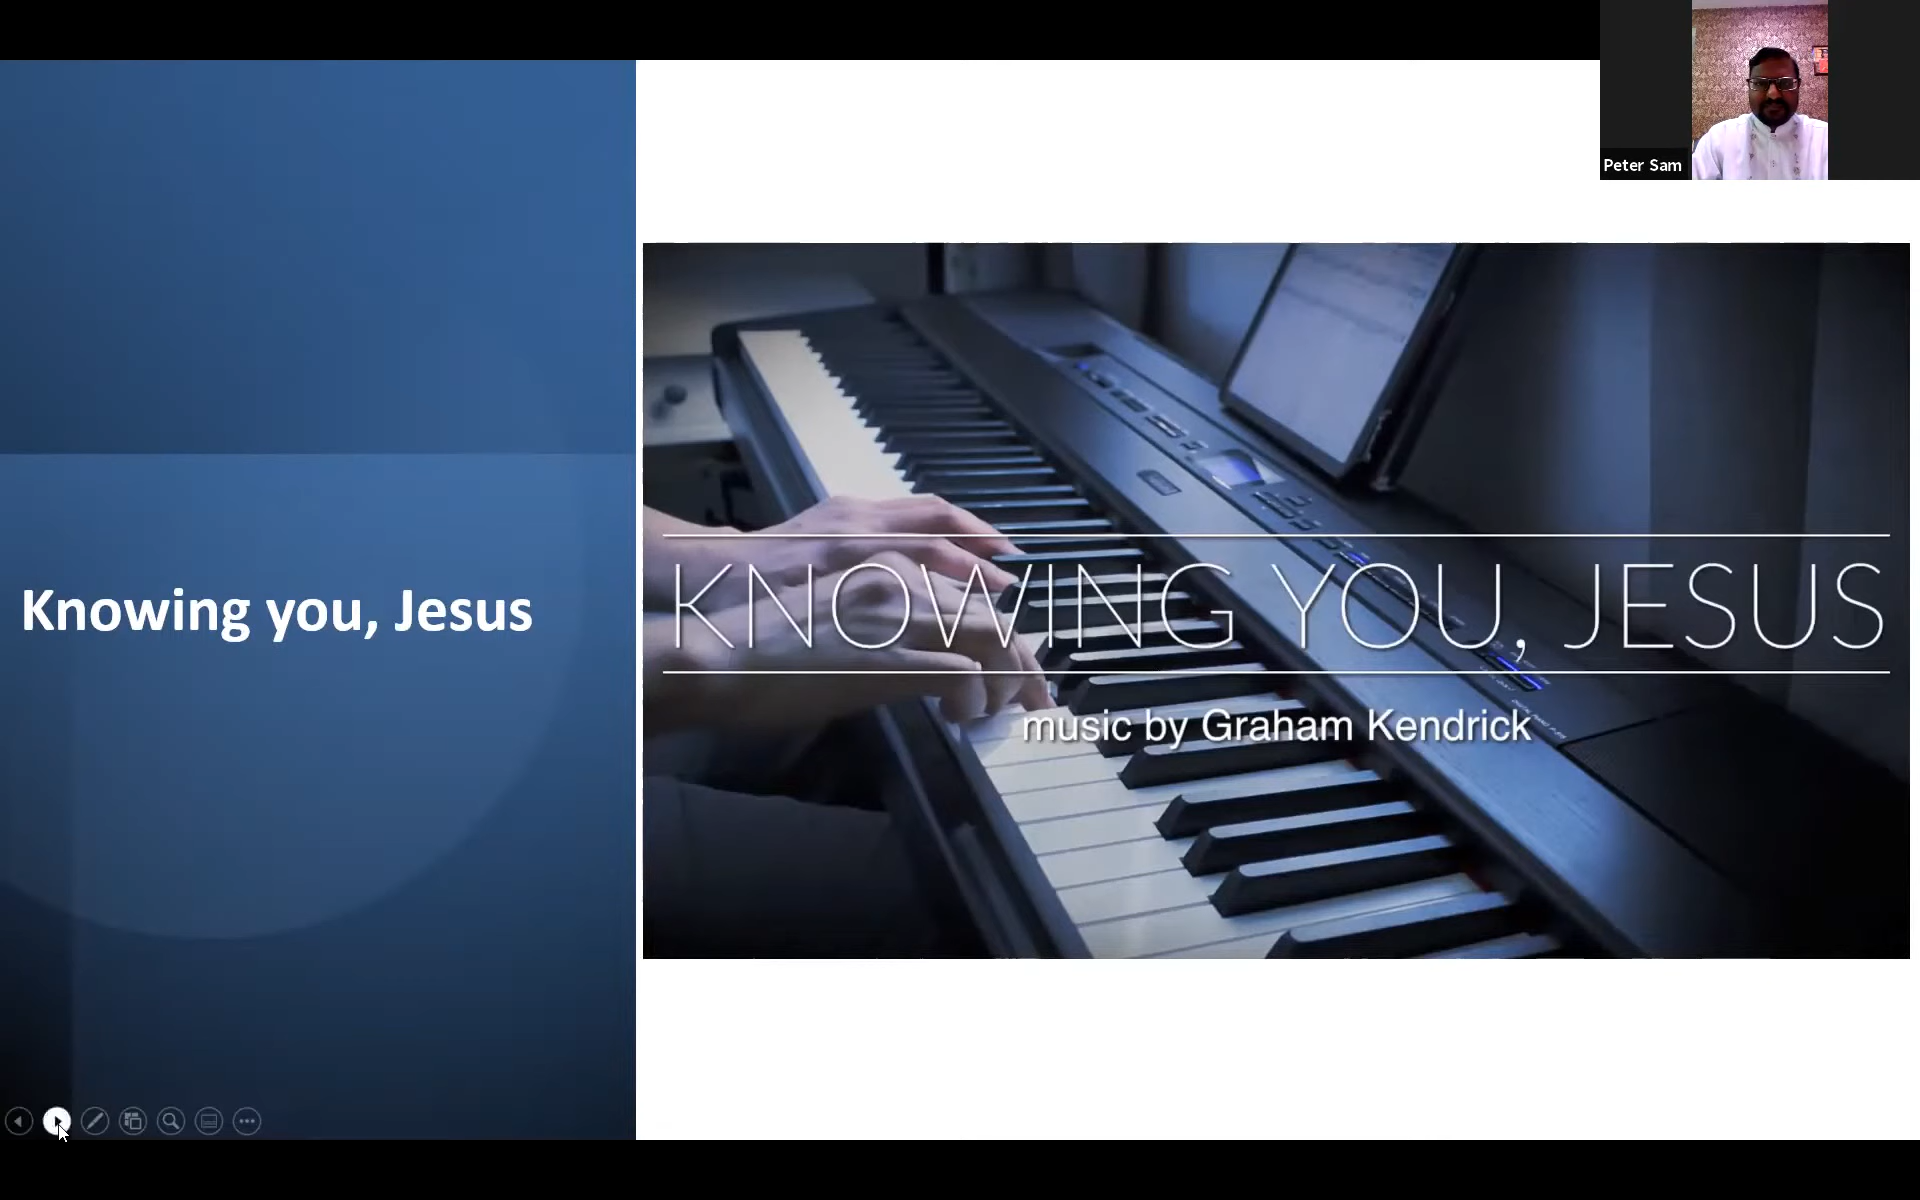 Peter Sam
Knowing you, Jesus
KNOWING YOU, JESUS
music by Graham Kendrick